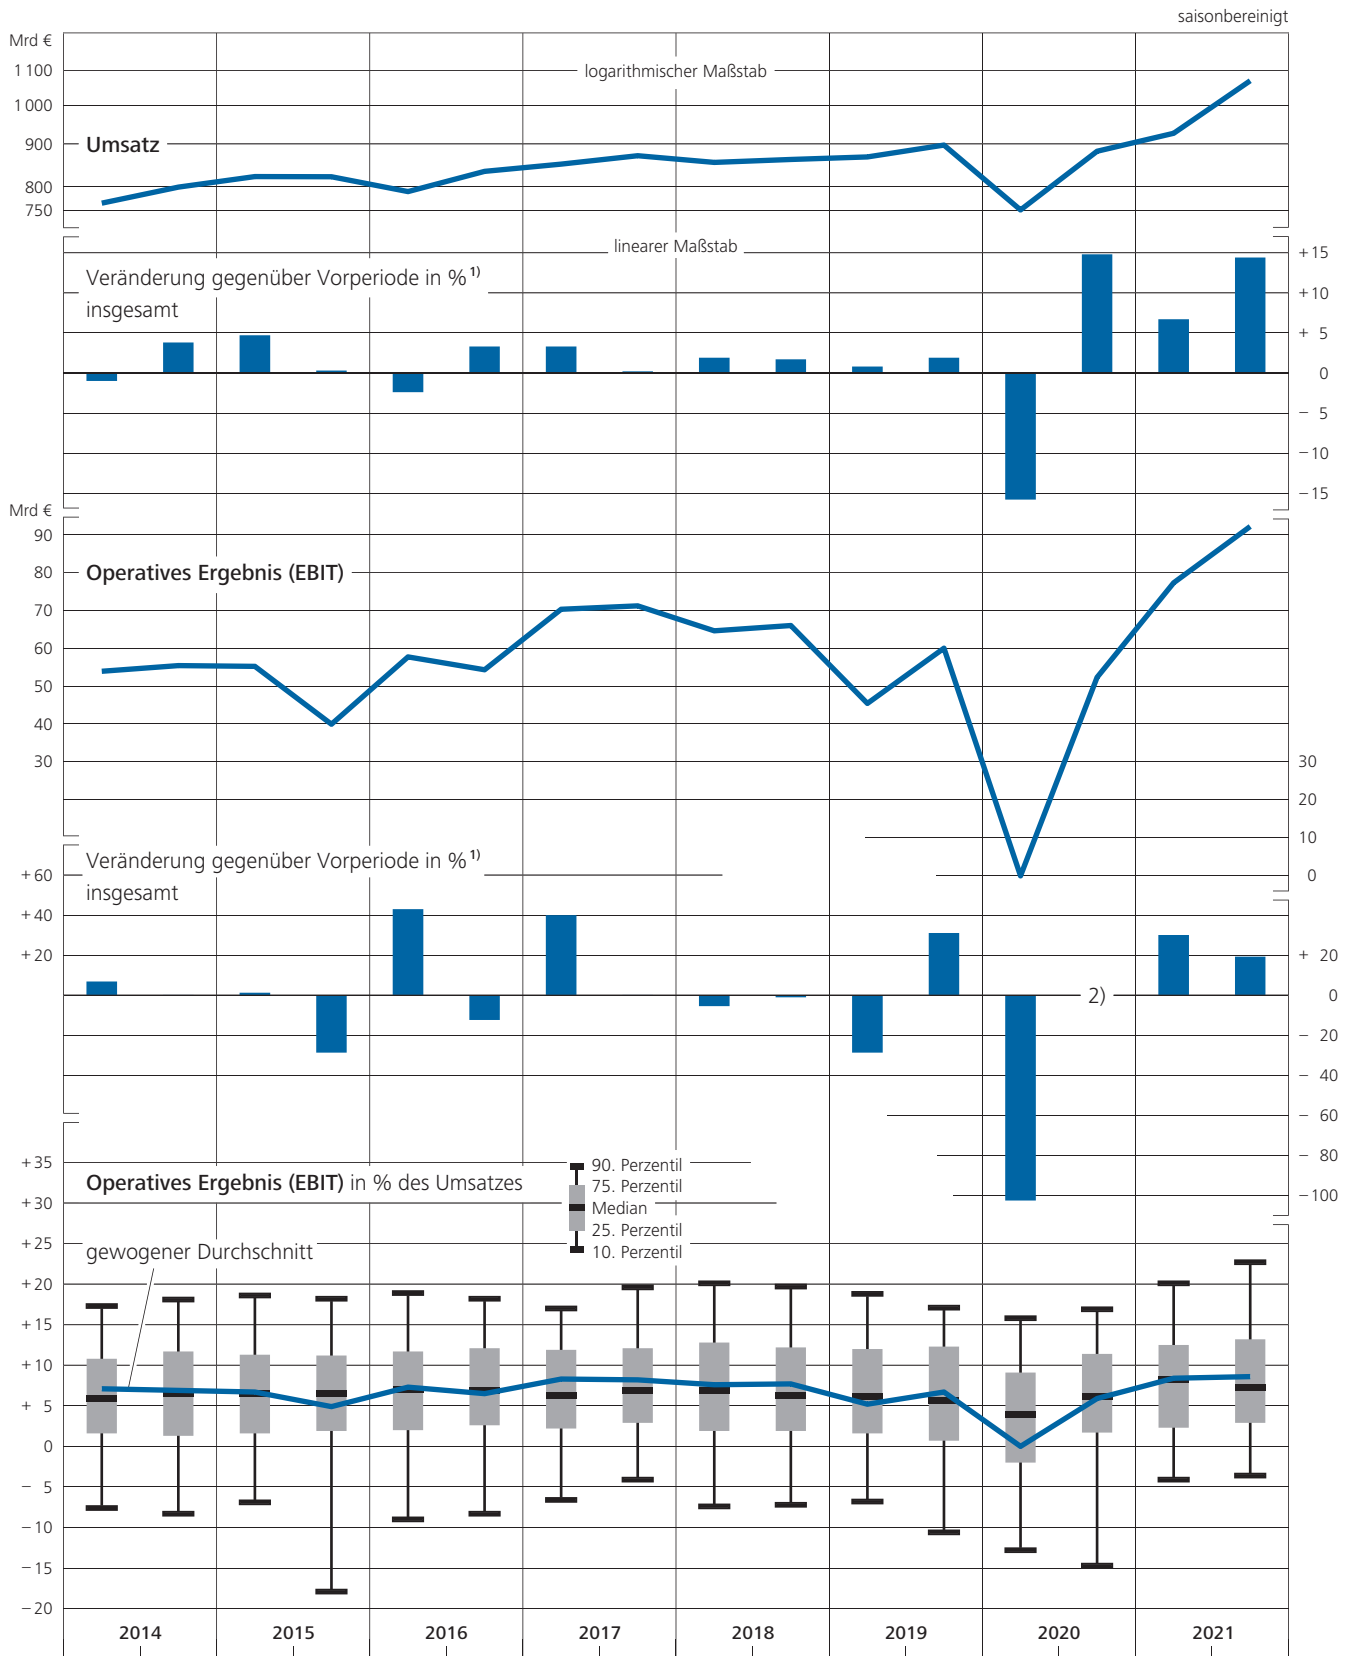 saisonbereinigt
Mrd €
1 100
logarithmischer Maßstab
1 000
900
Umsatz
800
750
linearer Maßstab
+ 15
Veränderung gegenüber Vorperiode in % 1)
+ 10
insgesamt
+ 5
0
− 5
− 10
− 15
Mrd €
90
80
Operatives Ergebnis (EBIT)
70
60
50
40
30
30
20
10
Veränderung gegenüber Vorperiode in % 1)
+ 60
0
insgesamt
+ 40
+ 20
+ 20
2)
0
− 20
− 40
− 60
− 80
− 100
+ 35
90. Perzentil
Operatives Ergebnis (EBIT) in % des Umsatzes
75. Perzentil
+ 30
Median
25. Perzentil
+ 25
gewogener Durchschnitt
10. Perzentil
+ 20
+ 15
+ 10
+ 5
0
− 5
− 10
− 15
− 20
2014 2015 2016 2017 2018 2019 2020 2021